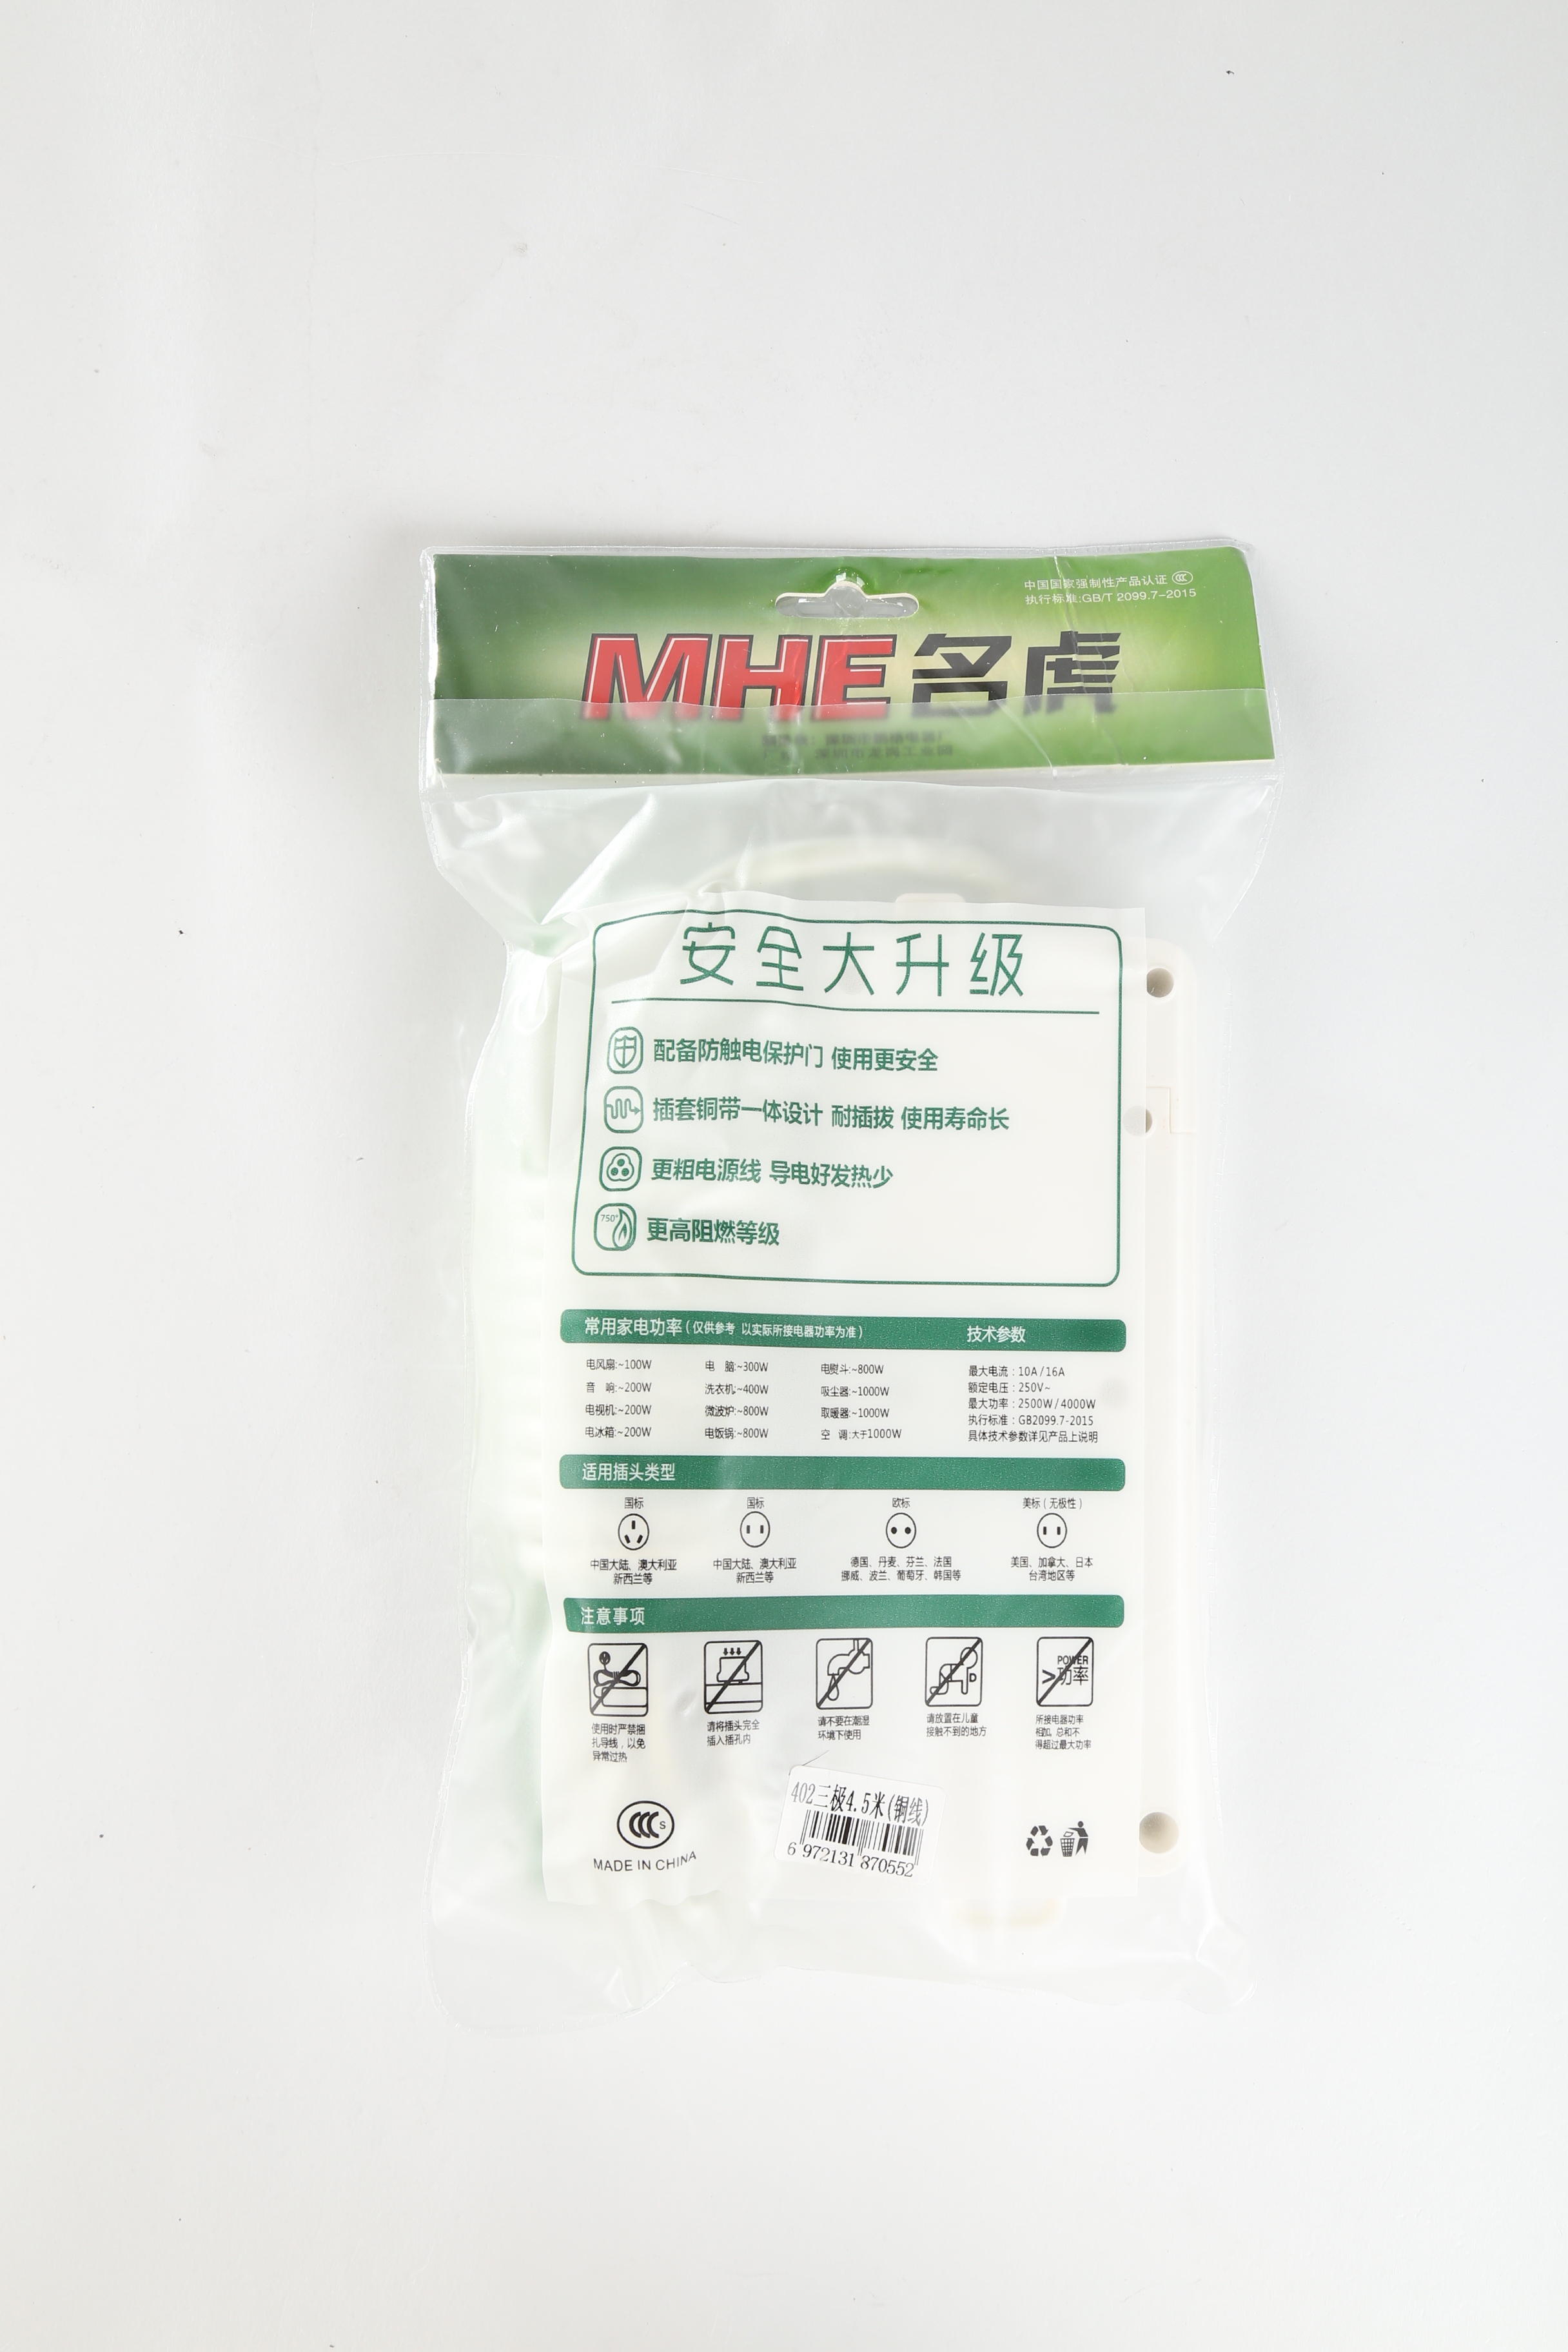 中国国家强制性产品认证 CCC
执行标准:GB/T 2099.7-2015
MHE名虎
安全大升级
配备防触电保护门 使用更安全
插套铜带一体设计 耐插拔 使用寿命长
更粗电源线 导电好发热少
750°
更高阻燃等级
常用家电功率(仅供参考 以实际所接电器功率为准)
电风扇:~100W 电 脑:~300W 电熨斗:~800W
音 响:~200W 洗衣机:~400W 吸尘器:~1000W
电视机:~200W 微波炉:~800W 取暖器:~1000W
电冰箱:~200W 电饭锅:~800W 空 调:大于1000W
技术参数
最大电流:10A/16A
额定电压:250V~
最大功率:2500W/4000W
执行标准:GB2099.7-2015
具体技术参数详见产品上说明
适用插头类型
国标
中国大陆、澳大利亚
新西兰等
国标
中国大陆、澳大利亚
新西兰等
欧标
德国、丹麦、芬兰、法国
挪威、波兰、葡萄牙、韩国等
美标(无极性)
美国、加拿大、日本
台湾地区等
注意事项
使用时严禁捆
扎导线,以免
异常过热
请将插头完全
插入插孔内
请不要在潮湿
环境下使用
请放置在儿童
接触不到的地方
POWER
>功率
所接电器功率
相加, 总和不
得超过最大功率
CCC S
MADE IN CHINA
402三极4.5米(铜线)
6 972131 870552